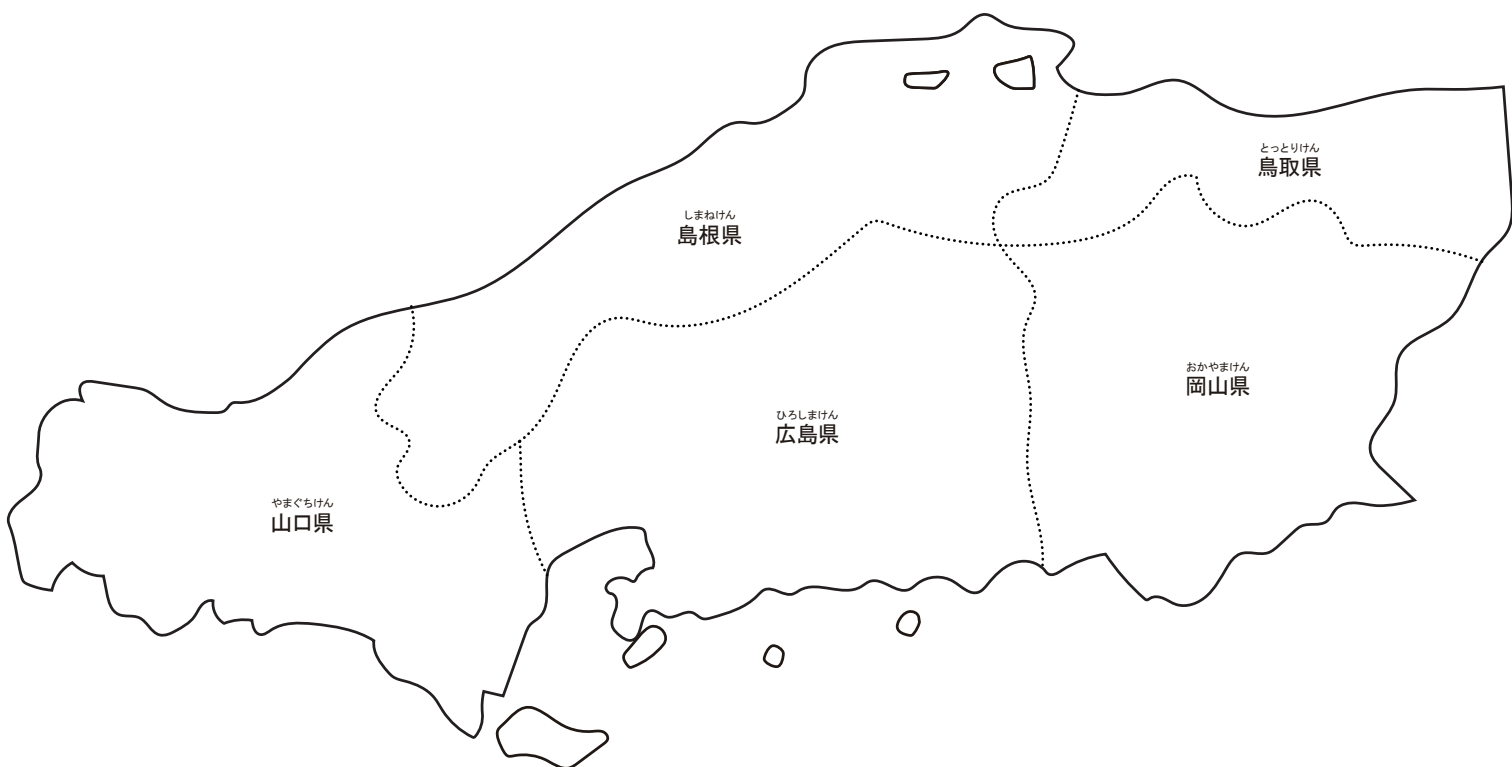 とっとりけん
鳥取県
しまねけん
島根県
おかやまけん
岡山県
ひろしまけん
広島県
やまぐちけん
山口県